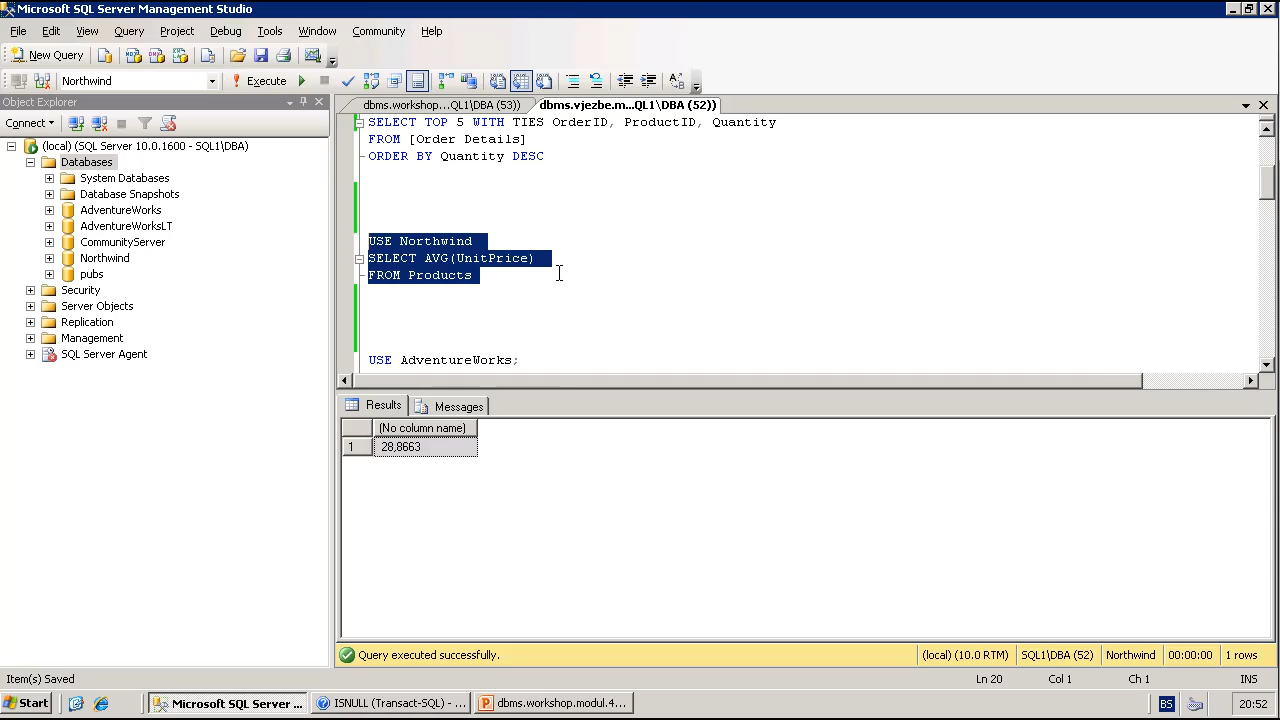 Microsoft SQL Server Management Studio
File Edit View Query Project Debug Tools Window Community Help
New Query
Northwind Execute
Object Explorer
Connect
(local) (SQL Server 10.0.1600 - SQL1\DBA)
Databases
System Databases
Database Snapshots
AdventureWorks
AdventureWorksLT
CommunityServer
Northwind
pubs
Security
Server Objects
Replication
Management
SQL Server Agent
dbms.workshop...QL1\DBA (53)) dbms.vjezbe.m...QL1\DBA (52))
SELECT TOP 5 WITH TIES OrderID, ProductID, Quantity
FROM [Order Details]
ORDER BY Quantity DESC
USE Northwind
SELECT AVG(UnitPrice)
FROM Products
USE AdventureWorks;
Results Messages
(No column name)
1 28,8663
Query executed successfully. (local) (10.0 RTM) SQL1\DBA (52) Northwind 00:00:00 1 rows
Item(s) Saved Ln 20 Col 1 Ch 1 INS
Start Microsoft SQL Server ... ISNULL (Transact-SQL) - ... dbms.workshop.modul.4... BS 20:52